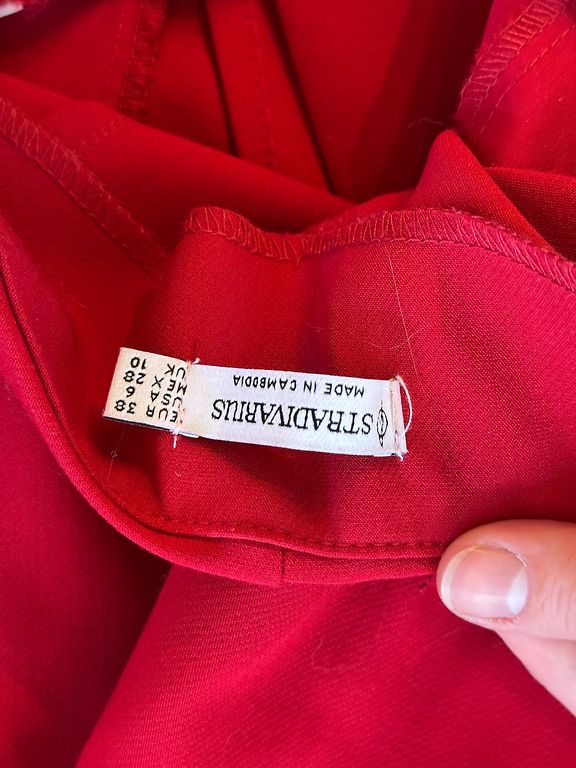 STRADIVARIUS
MADE IN CAMBODIA
EUR 38
USA 6
MEX 28
UK 10